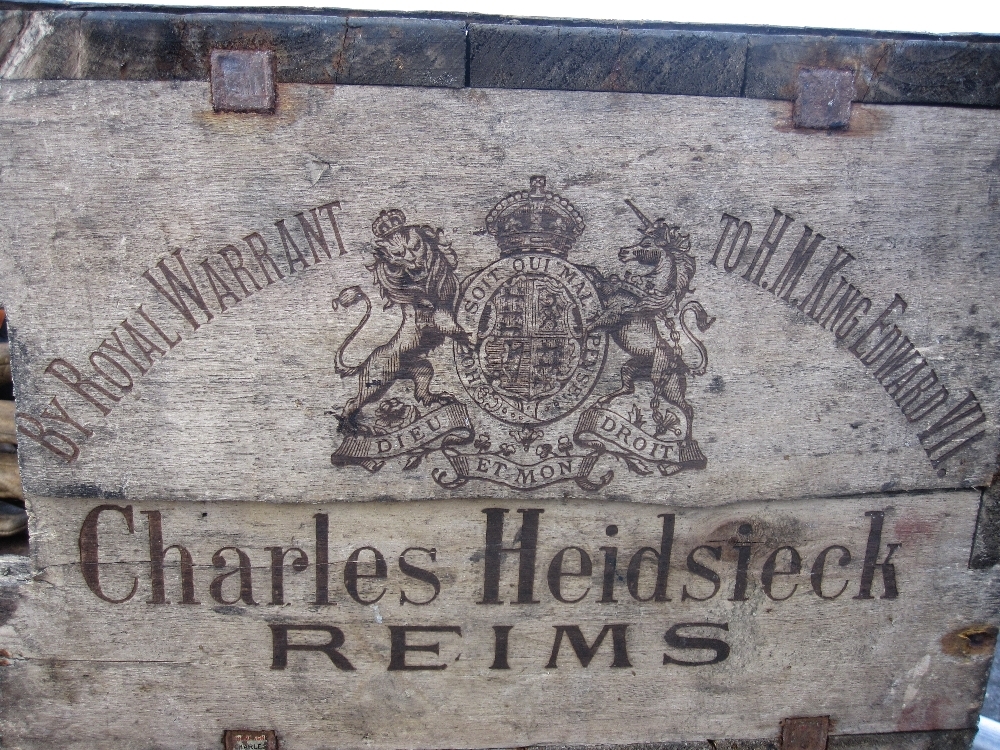 BY ROYAL WARRANT
TO H.M. KING EDWARD VII.
HONI SOIT QUI MAL Y PENSE
DIEU
ET·MON
DROIT
Charles Heidsieck
REIMS
CHARLES